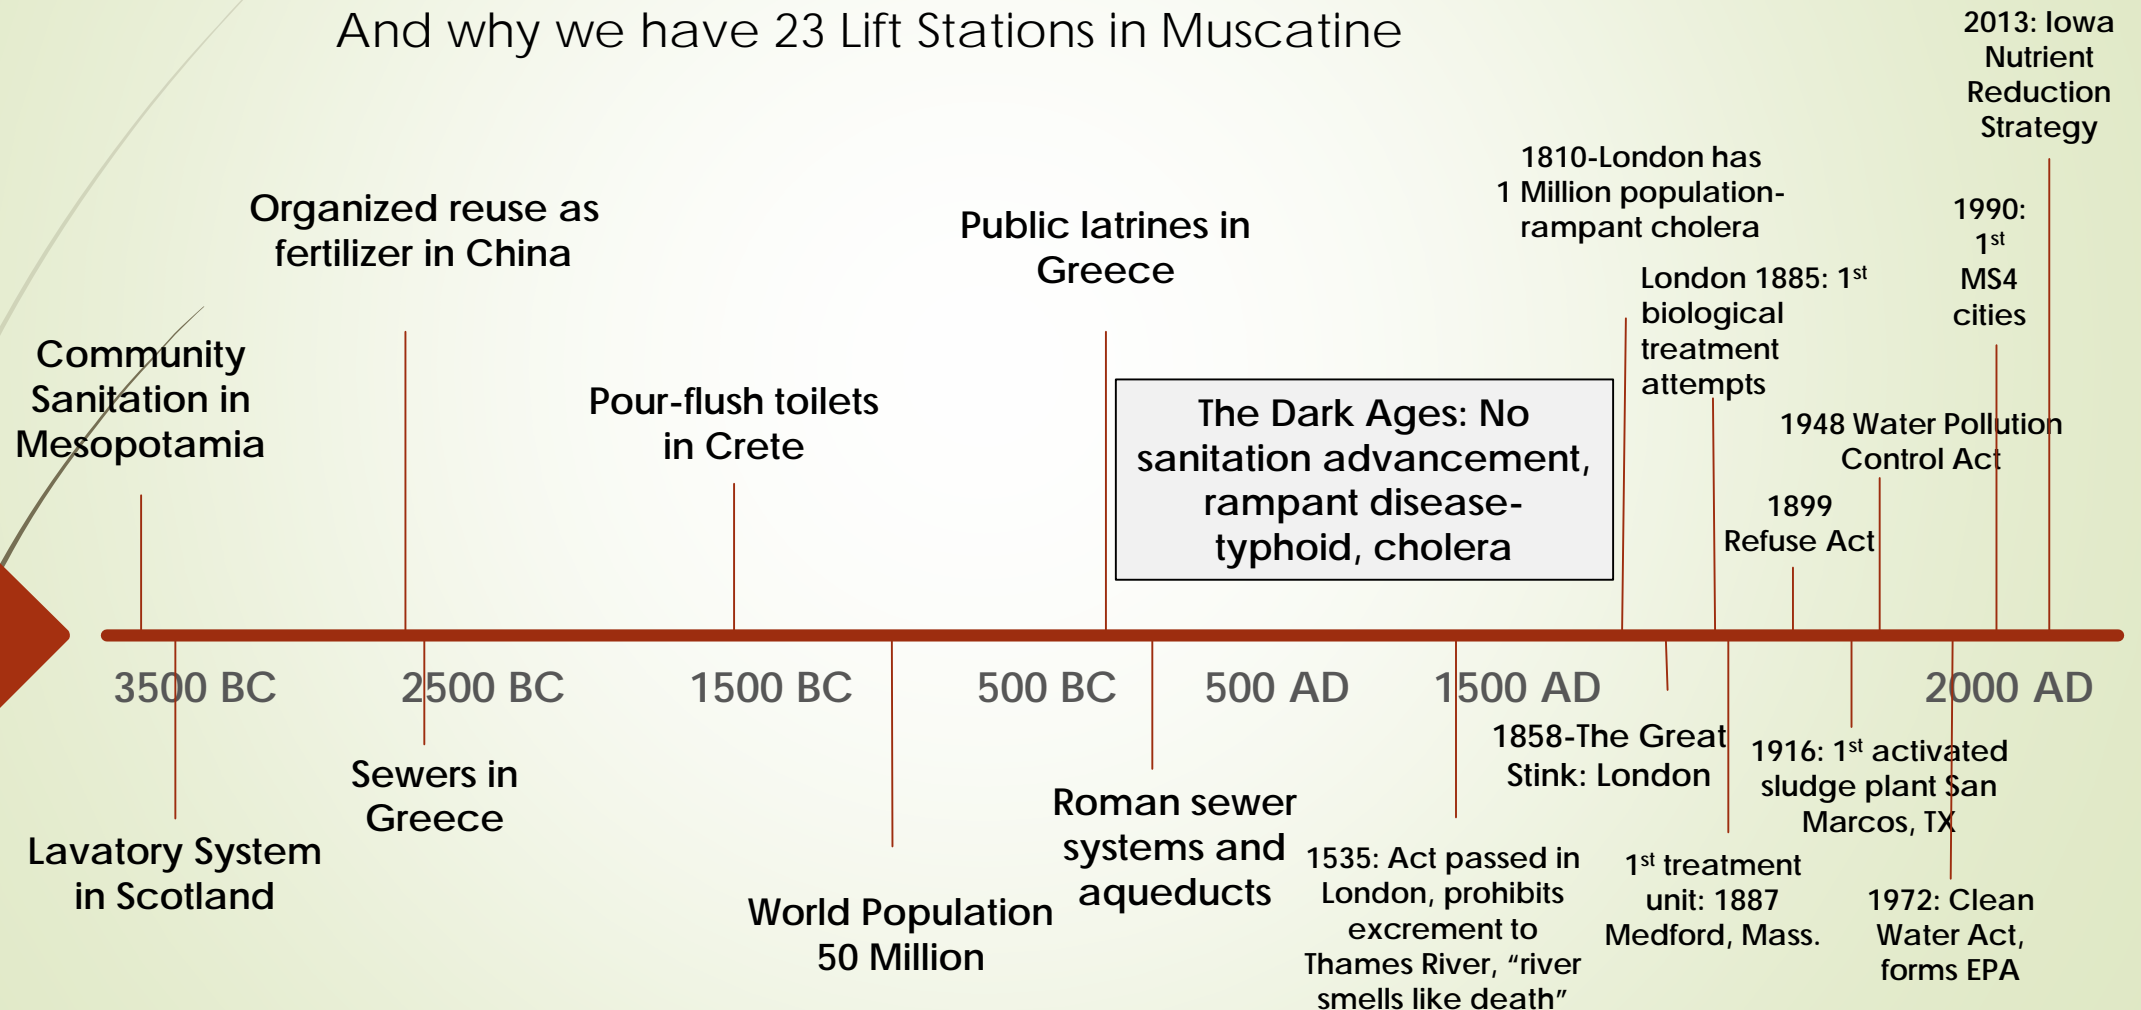 And why we have 23 Lift Stations in Muscatine
2013: Iowa
Nutrient
Reduction
Strategy
1810-London has
1 Million population-
rampant cholera
Organized reuse as
fertilizer in China
Public latrines in
Greece
1990:
1st
MS4
cities
London 1885: 1st
biological
treatment
attempts
Community
Sanitation in
Mesopotamia
Pour-flush toilets
in Crete
The Dark Ages: No
sanitation advancement,
rampant disease-
typhoid, cholera
1948 Water Pollution
Control Act
1899
Refuse Act
3500 BC
2500 BC
1500 BC
500 BC
500 AD
1500 AD
2000 AD
Lavatory System
in Scotland
Sewers in
Greece
World Population
50 Million
Roman sewer
systems and
aqueducts
1535: Act passed in
London, prohibits
excrement to
Thames River, “river
smells like death”
1858-The Great
Stink: London
1st treatment
unit: 1887
Medford, Mass.
1916: 1st activated
sludge plant San
Marcos, TX
1972: Clean
Water Act,
forms EPA